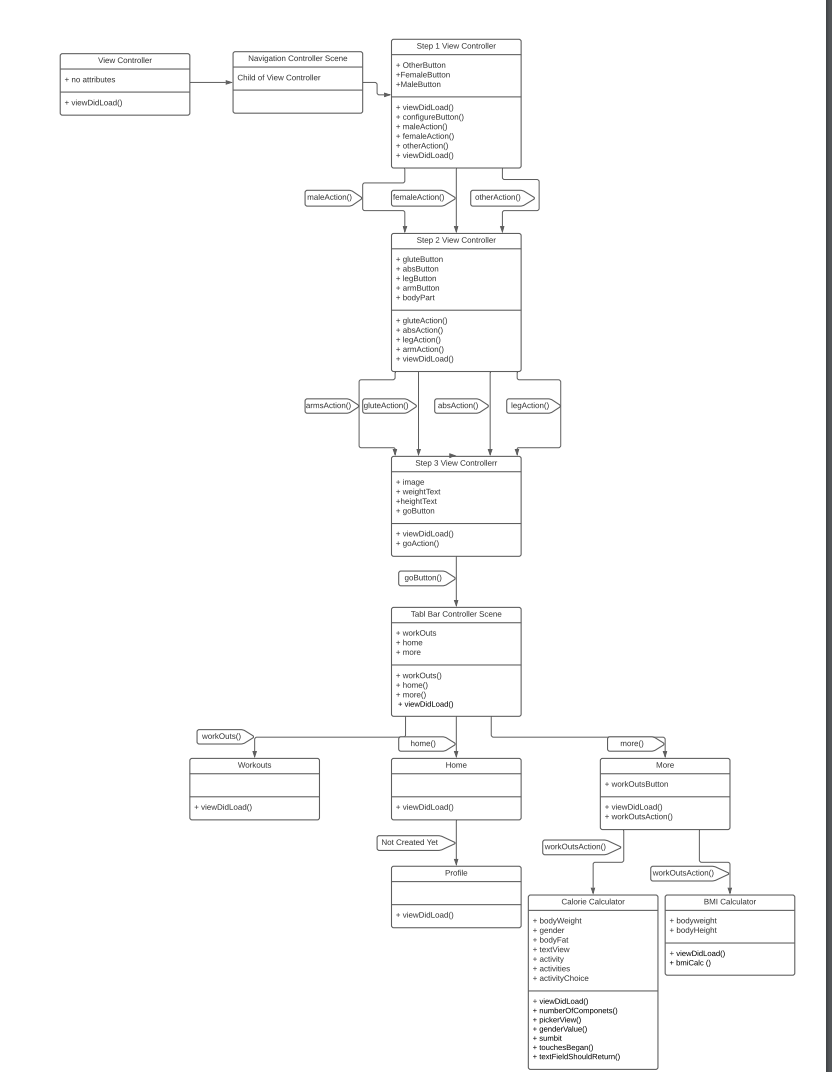 View Controller
+ no attributes
+ viewDidLoad()
Navigation Controller Scene
Child of View Controller
Step 1 View Controller
+ OtherButton
+FemaleButton
+MaleButton
+ viewDidLoad()
+ configureButton()
+ maleAction()
+ femaleAction()
+ otherAction()
+ viewDidLoad()
maleAction()
femaleAction()
otherAction()
Step 2 View Controller
+ gluteButton
+ absButton
+ legButton
+ armButton
+ bodyPart
+ gluteAction()
+ absAction()
+ legAction()
+ armAction()
+ viewDidLoad()
armsAction()
gluteAction()
absAction()
legAction()
Step 3 View Controllerr
+ image
+ weightText
+heightText
+ goButton
+ viewDidLoad()
+ goAction()
goButton()
Tabl Bar Controller Scene
+ workOuts
+ home
+ more
+ workOuts()
+ home()
+ more()
+ viewDidLoad()
workOuts()
home()
more()
Workouts
+ viewDidLoad()
Home
+ viewDidLoad()
More
+ workOutsButton
+ viewDidLoad()
+ workOutsAction()
Not Created Yet
workOutsAction()
workOutsAction()
Profile
+ viewDidLoad()
Calorie Calculator
+ bodyWeight
+ gender
+ bodyFat
+ textView
+ activity
+ activities
+ activityChoice
+ viewDidLoad()
+ numberOfComponets()
+ pickerView()
+ genderValue()
+ sumbit
+ touchesBegan()
+ textFieldShouldReturn()
BMI Calculator
+ bodyweight
+ bodyHeight
+ viewDidLoad()
+ bmiCalc ()